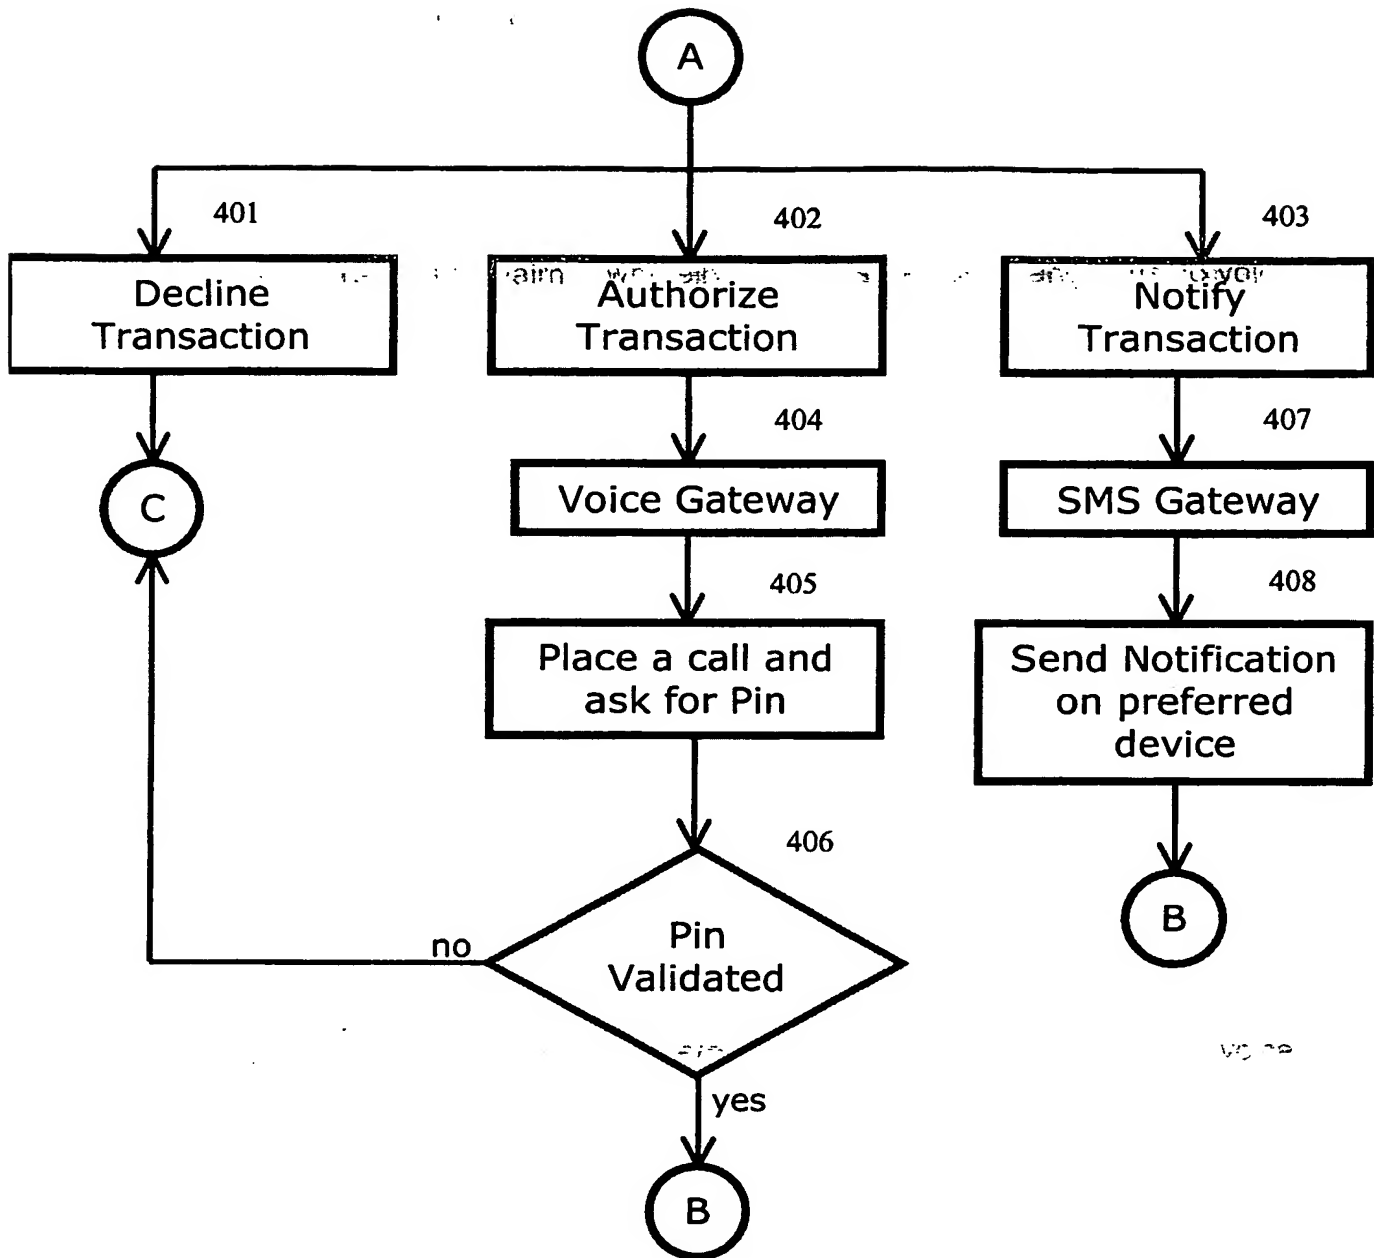 A
401
402
403
Decline
Transaction
Authorize
Transaction
Notify
Transaction
404
407
C
Voice Gateway
SMS Gateway
405
408
Place a call and
ask for Pin
Send Notification
on preferred
device
406
B
no
Pin
Validated
yes
B